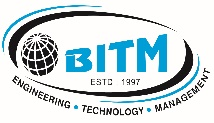 BITM
ESTD 1997
ENGINEERING • TECHNOLOGY • MANAGEMENT